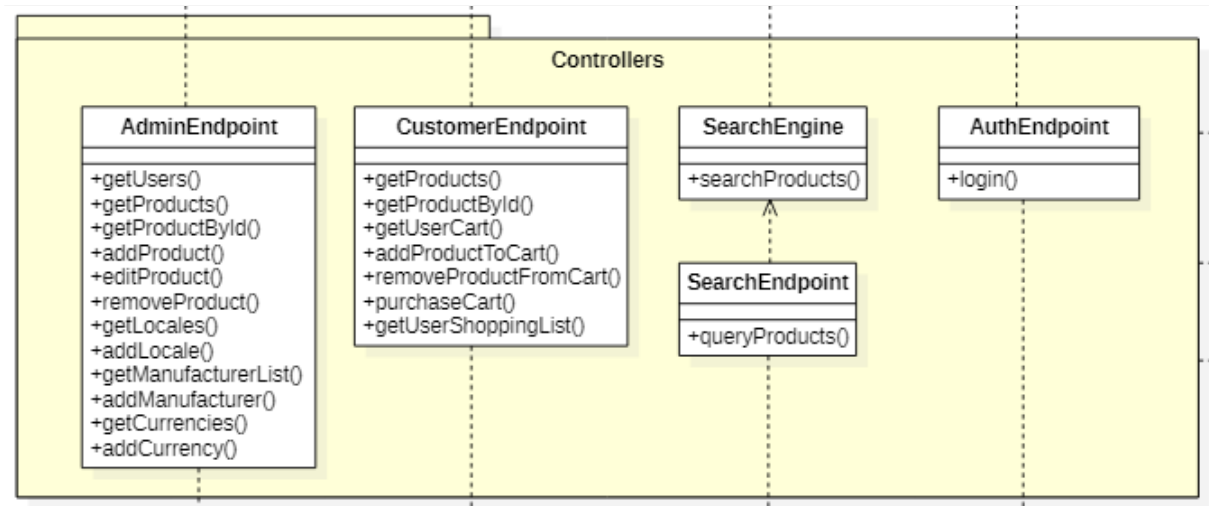 Controllers
AdminEndpoint
+getUsers()
+getProducts()
+getProductById()
+addProduct()
+editProduct()
+removeProduct()
+getLocales()
+addLocale()
+getManufacturerList()
+addManufacturer()
+getCurrencies()
+addCurrency()
CustomerEndpoint
+getProducts()
+getProductById()
+getUserCart()
+addProductToCart()
+removeProductFromCart()
+purchaseCart()
+getUserShoppingList()
SearchEngine
+searchProducts()
SearchEndpoint
+queryProducts()
AuthEndpoint
+login()